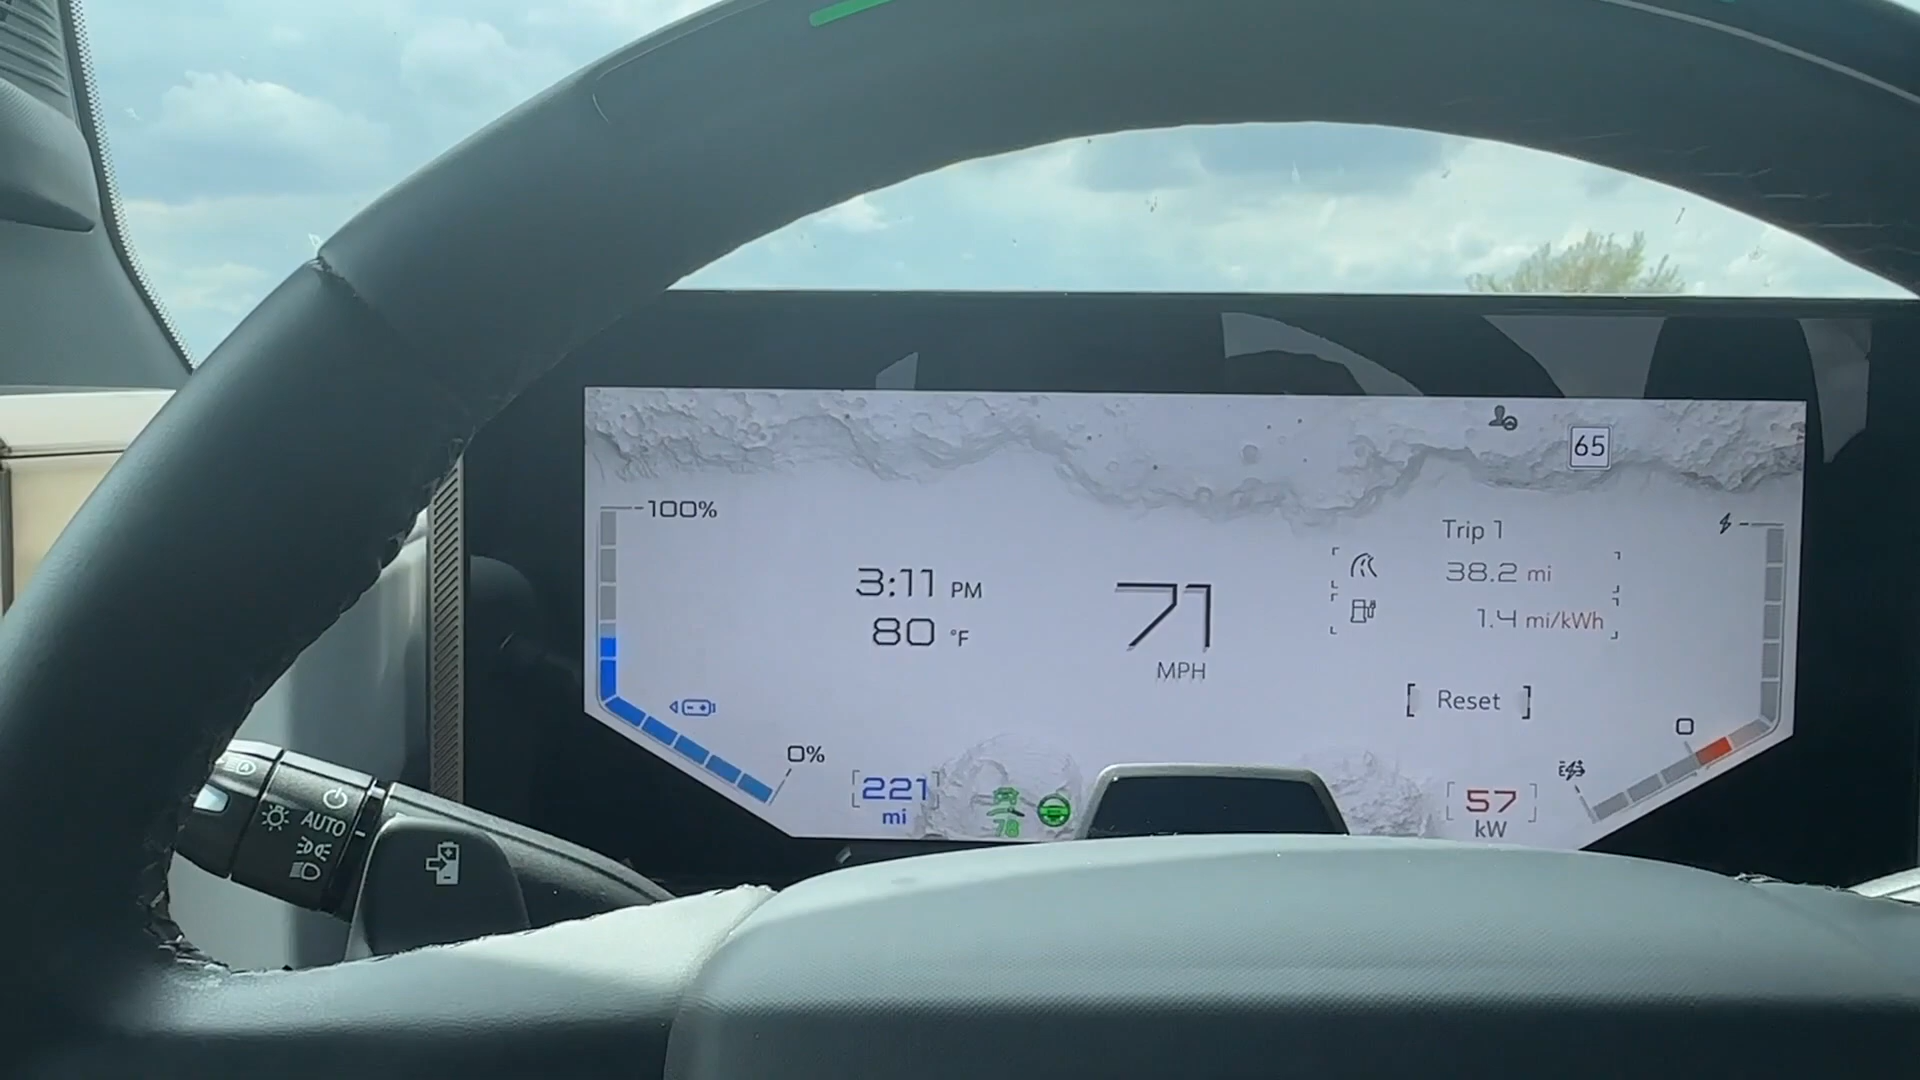 65
100%
Trip 1
3:11 PM
38.2 mi
80 °F
1.4 mi/kWh
71
MPH
Reset
0
0%
221
mi
78
57
kW
AUTO